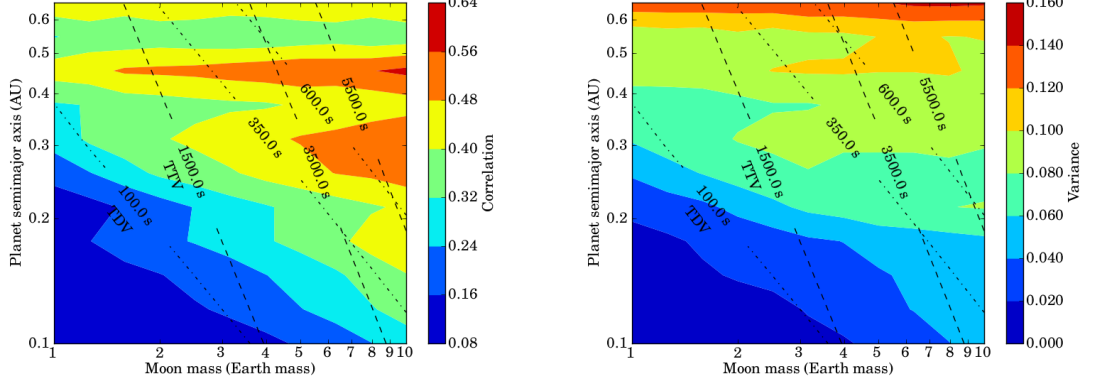 0.6
0.5
0.4
0.3
0.2
0.1
Planet semimajor axis (AU)
1
2
3
4
5
6
7
8
9
10
Moon mass (Earth mass)
100.0 s
TDV
1500.0 s
TTV
350.0 s
600.0 s
3500.0 s
5500.0 s
0.64
0.56
0.48
0.40
0.32
0.24
0.16
0.08
Correlation
0.6
0.5
0.4
0.3
0.2
0.1
Planet semimajor axis (AU)
1
2
3
4
5
6
7
8
9
10
Moon mass (Earth mass)
100.0 s
TDV
1500.0 s
TTV
350.0 s
600.0 s
3500.0 s
5500.0 s
0.160
0.140
0.120
0.100
0.080
0.060
0.040
0.020
0.000
Variance